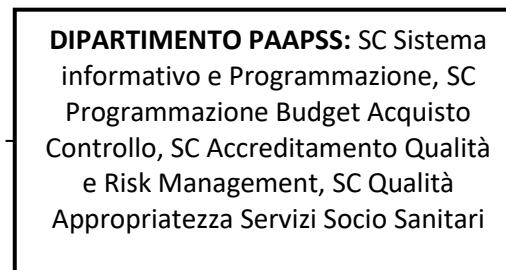 DIPARTIMENTO PAAPSS: SC Sistema
informativo e Programmazione, SC
Programmazione Budget Acquisto
Controllo, SC Accreditamento Qualità
e Risk Management, SC Qualità
Appropriatezza Servizi Socio Sanitari